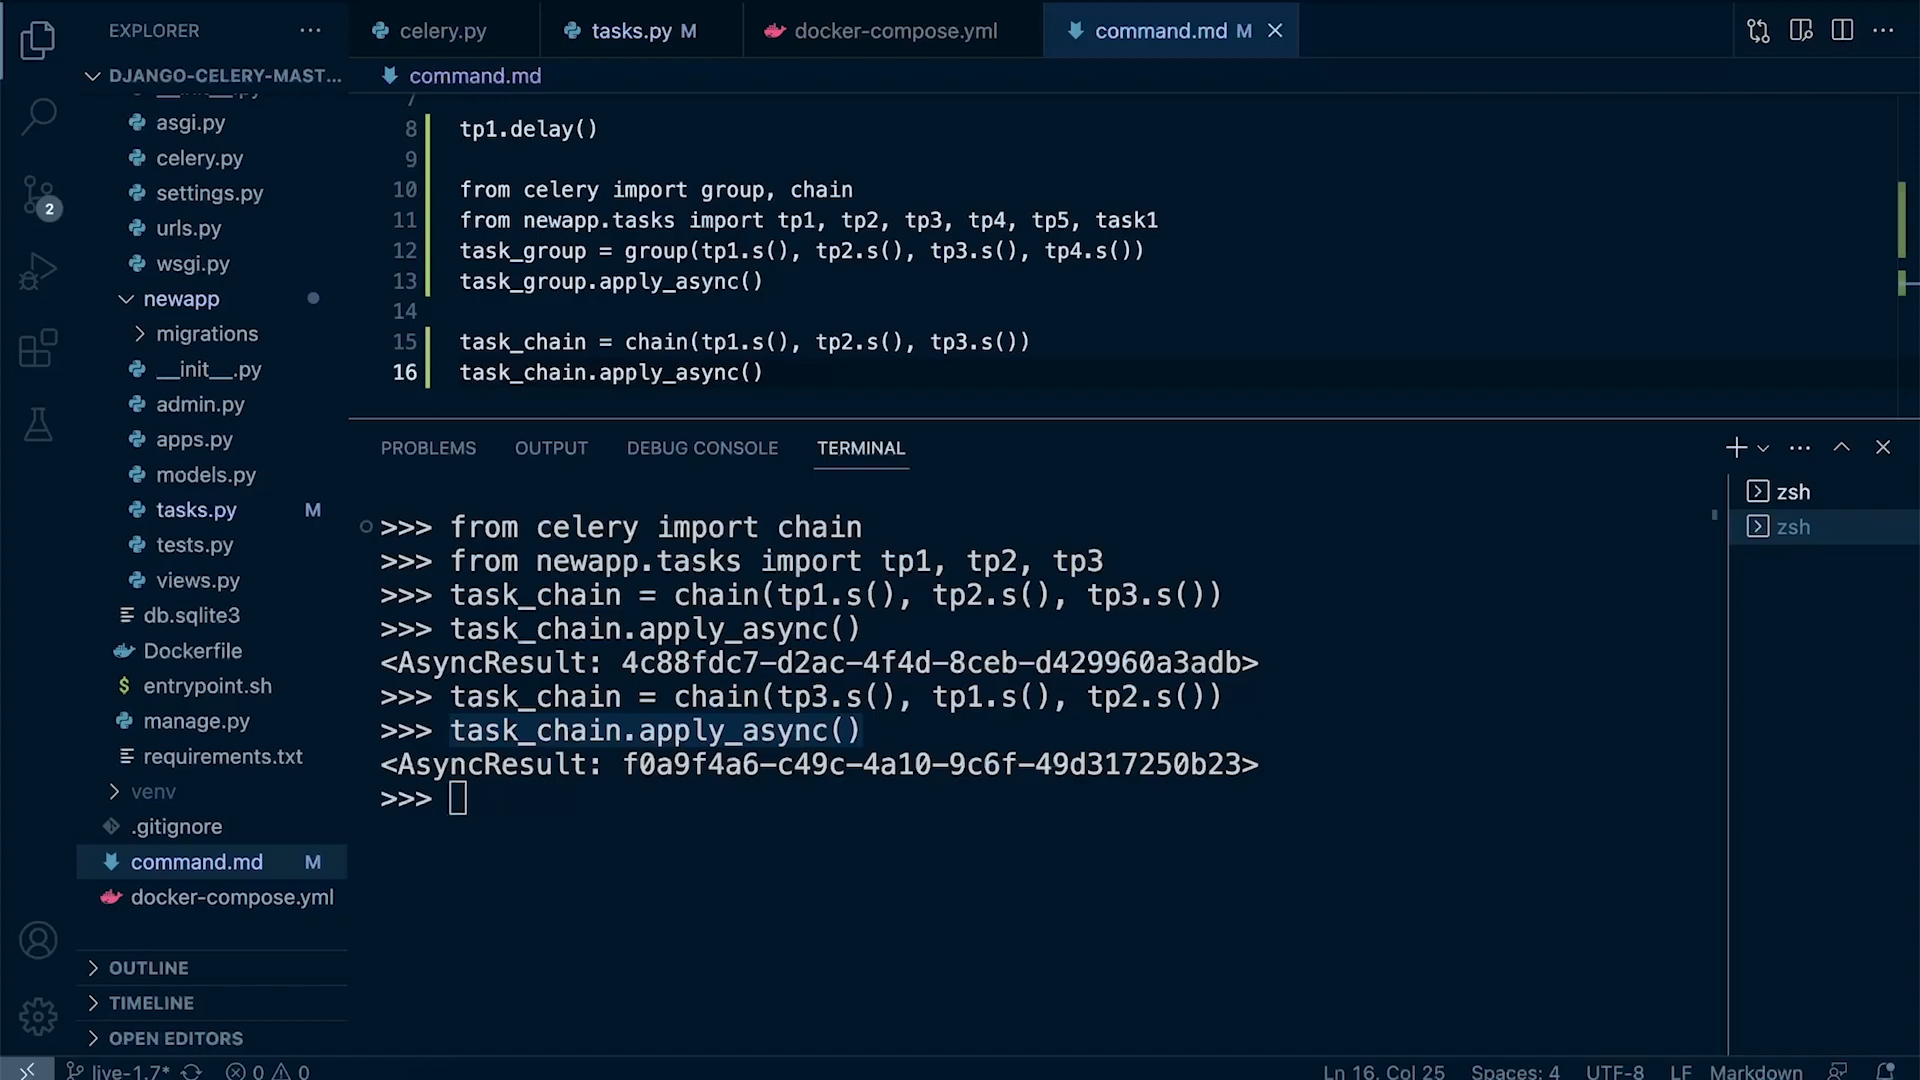 EXPLORER
celery.py
tasks.py M
docker-compose.yml
command.md M
DJANGO-CELERY-MAST...
command.md
asgi.py
celery.py
settings.py
urls.py
wsgi.py
newapp
migrations
__init__.py
admin.py
apps.py
models.py
tasks.py M
tests.py
views.py
db.sqlite3
Dockerfile
entrypoint.sh
manage.py
requirements.txt
venv
.gitignore
command.md M
docker-compose.yml
OUTLINE
TIMELINE
OPEN EDITORS
2
7
8 tp1.delay()
9
10 from celery import group, chain
11 from newapp.tasks import tp1, tp2, tp3, tp4, tp5, task1
12 task_group = group(tp1.s(), tp2.s(), tp3.s(), tp4.s())
13 task_group.apply_async()
14
15 task_chain = chain(tp1.s(), tp2.s(), tp3.s())
16 task_chain.apply_async()
PROBLEMS OUTPUT DEBUG CONSOLE TERMINAL
>>> from celery import chain
>>> from newapp.tasks import tp1, tp2, tp3
>>> task_chain = chain(tp1.s(), tp2.s(), tp3.s())
>>> task_chain.apply_async()
<AsyncResult: 4c88fdc7-d2ac-4f4d-8ceb-d429960a3adb>
>>> task_chain = chain(tp3.s(), tp1.s(), tp2.s())
>>> task_chain.apply_async()
<AsyncResult: f0a9f4a6-c49c-4a10-9c6f-49d317250b23>
>>>
zsh
zsh
live-1.7* 0 0
Ln 16, Col 25 Spaces: 4 UTF-8 LF Markdown